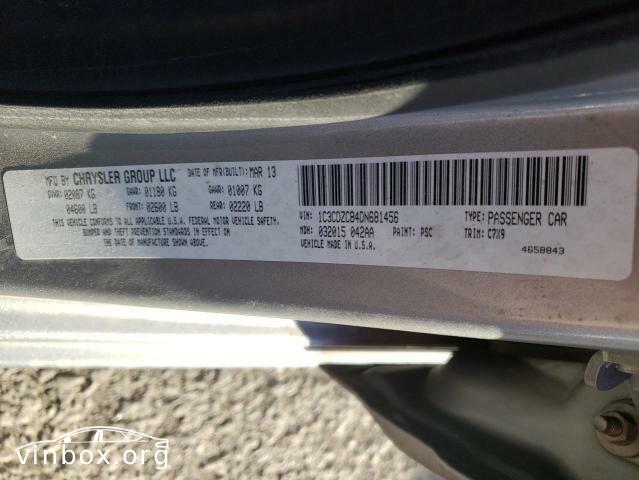 MFD BY CHRYSLER GROUP LLC DATE OF MFG(BUILT): MAR 13
GVWR: 02087 KG GAWR: 01180 KG GAWR: 01007 KG
04600 LB FRONT: 02600 LB REAR: 02220 LB
THIS VEHICLE CONFORMS TO ALL U.S.A. FEDERAL MOTOR VEHICLE SAFETY,
BUMPER AND THEFT PREVENTION STANDARDS IN EFFECT ON
THE DATE OF MANUFACTURE SHOWN ABOVE.
VIN: 1C3CDZCB4DN681456 TYPE: PASSENGER CAR
MDH: 032015 042AA PAINT: PSC TRIM: C7X9
VEHICLE MADE IN U.S.A.
4658843
vinbox.org